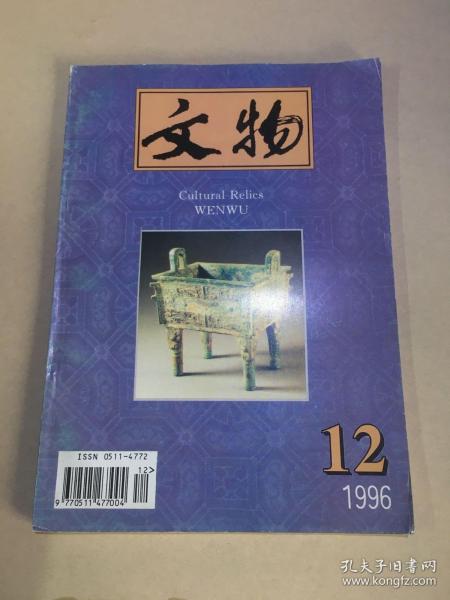 文物
Cultural Relics
WENWU
ISSN 0511-4772
12>
9 770511 477004
12
1996
孔夫子旧书网
www.kongfz.com